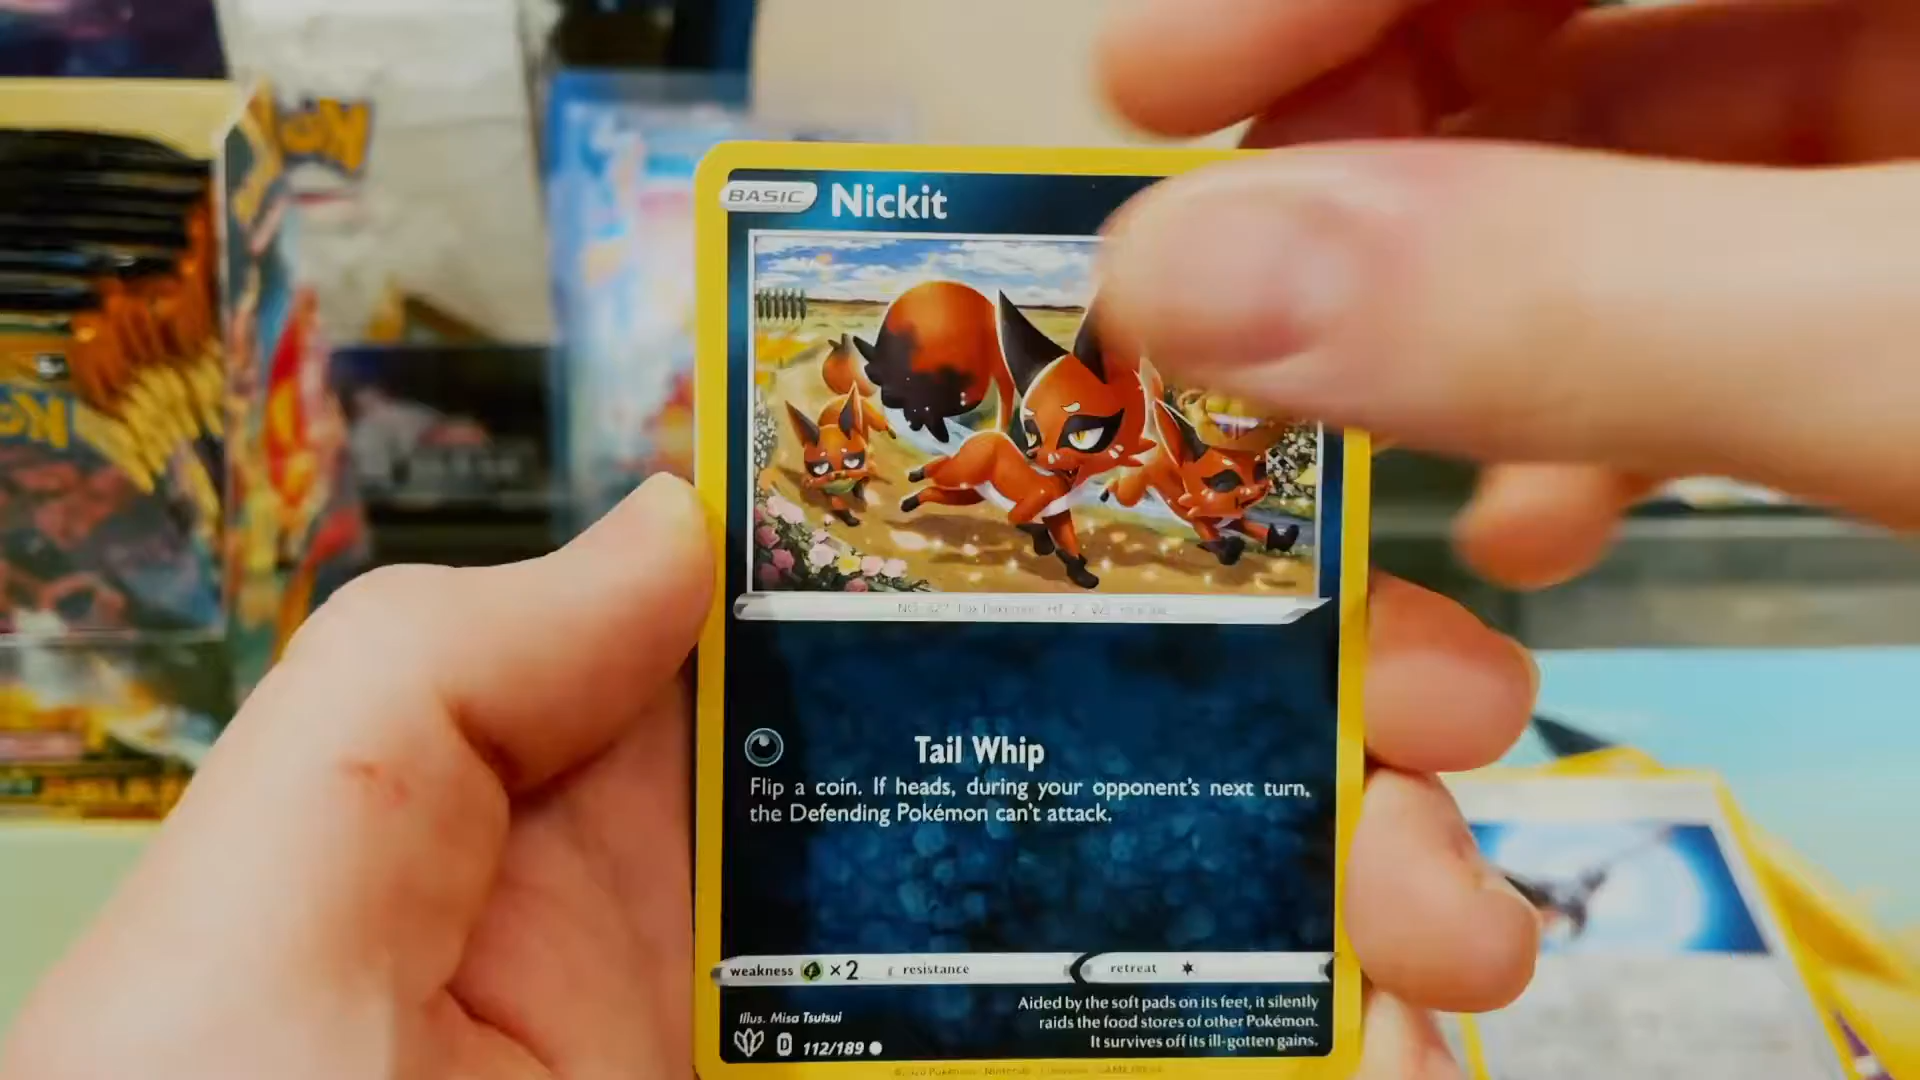 BASIC Nickit
Tail Whip
Flip a coin. If heads, during your opponent's next turn,
the Defending Pokémon can't attack.
weakness ×2 resistance retreat
Illus. Misa Tsutsui
Aided by the soft pads on its feet, it silently
raids the food stores of other Pokémon.
It survives off its ill-gotten gains.
D 112/189